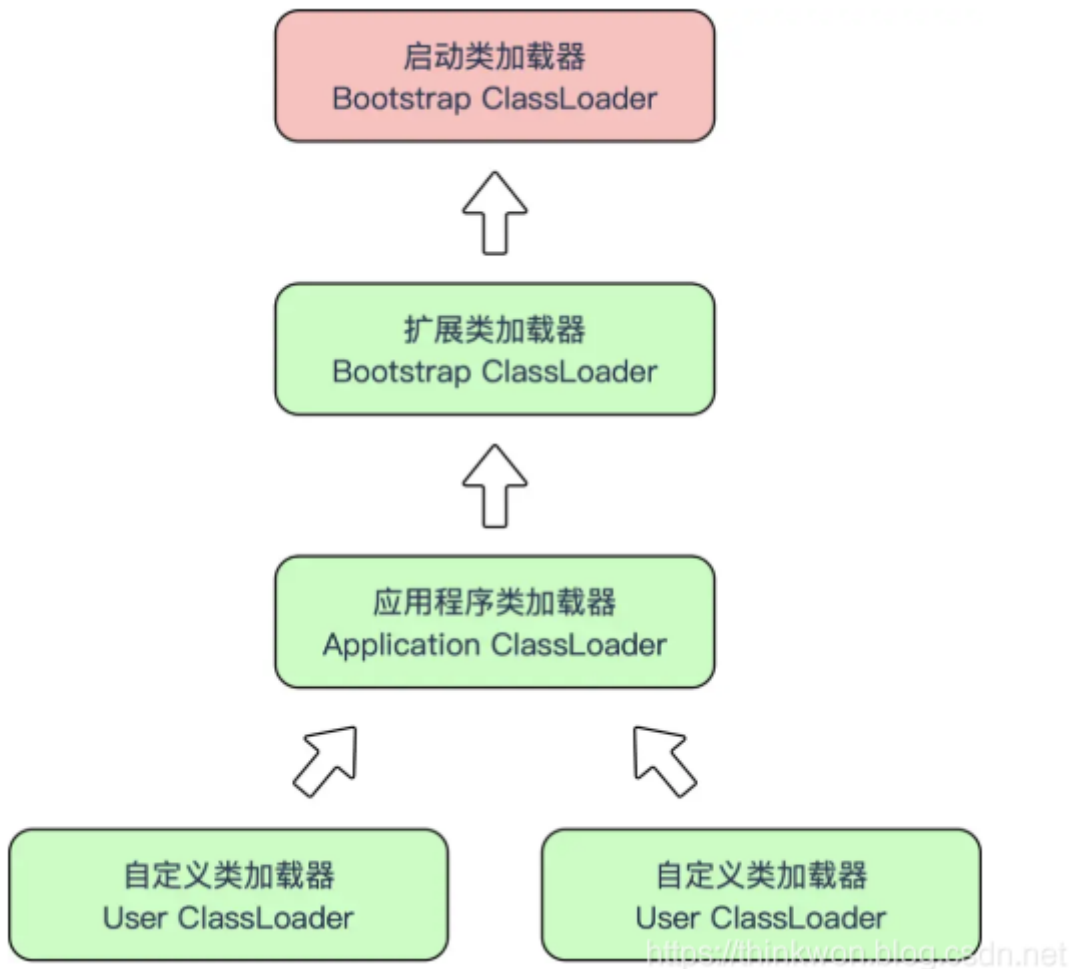 启动类加载器
Bootstrap ClassLoader
扩展类加载器
Bootstrap ClassLoader
应用程序类加载器
Application ClassLoader
自定义类加载器
User ClassLoader
自定义类加载器
User ClassLoader
https://thinkwon.blog.csdn.net